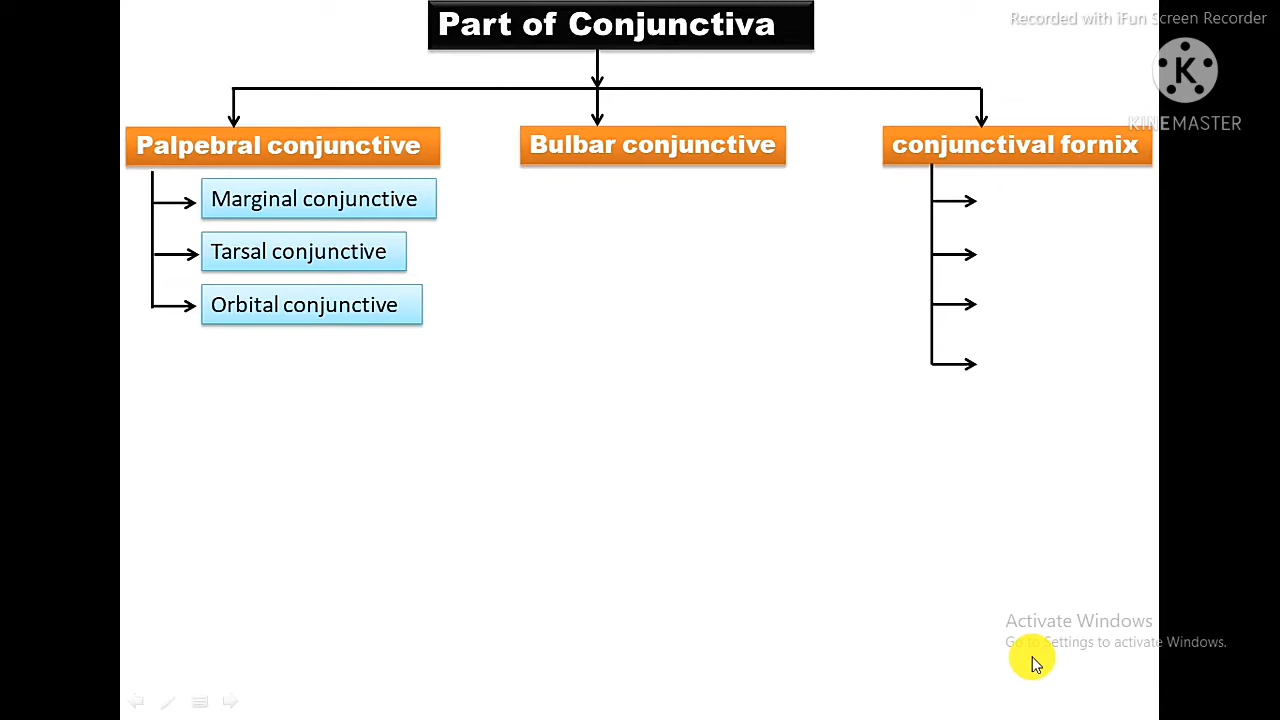 Part of Conjunctiva
Recorded with iFun Screen Recorder
K
KINEMASTER
Palpebral conjunctive
Bulbar conjunctive
conjunctival fornix
Marginal conjunctive
Tarsal conjunctive
Orbital conjunctive
Activate Windows
Go to Settings to activate Windows.